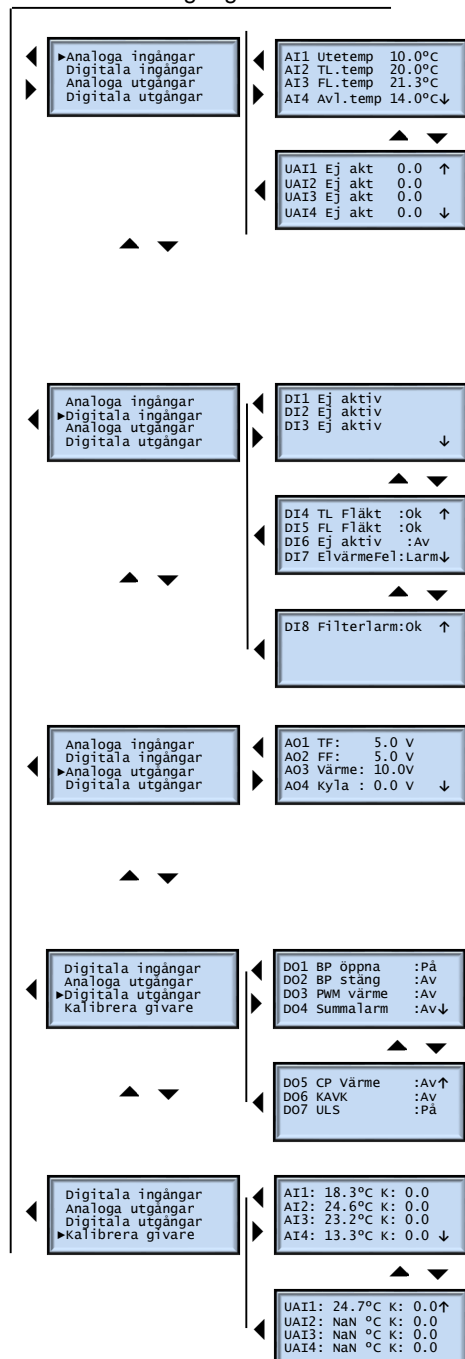 ►Analoga ingångar
Digitala ingångar
Analoga utgångar
Digitala utgångar
AI1 Utetemp 10.0ºC
AI2 TL.temp 20.0ºC
AI3 FL.temp 21.3ºC
AI4 Avl.temp 14.0ºC↓
UAI1 Ej akt 0.0 ↑
UAI2 Ej akt 0.0
UAI3 Ej akt 0.0
UAI4 Ej akt 0.0 ↓
Analoga ingångar
►Digitala ingångar
Analoga utgångar
Digitala utgångar
DI1 Ej aktiv
DI2 Ej aktiv
DI3 Ej aktiv
↓
DI4 TL Fläkt :Ok ↑
DI5 FL Fläkt :Ok
DI6 Ej aktiv :Av
DI7 ElvärmeFel:Larm↓
DI8 Filterlarm:Ok ↑
Analoga ingångar
Digitala ingångar
►Analoga utgångar
Digitala utgångar
AO1 TF: 5.0 V
AO2 FF: 5.0 V
AO3 Värme: 10.0V
AO4 Kyla : 0.0 V ↓
Digitala ingångar
Analoga utgångar
►Digitala utgångar
Kalibrera givare
DO1 BP öppna :På
DO2 BP stäng :Av
DO3 PWM värme :Av
DO4 Summalarm :Av↓
DO5 CP Värme :Av↑
DO6 KAVK :Av
DO7 ULS :På
Digitala ingångar
Analoga utgångar
Digitala utgångar
►Kalibrera givare
AI1: 18.3ºC K: 0.0
AI2: 24.6ºC K: 0.0
AI3: 23.2ºC K: 0.0
AI4: 13.3ºC K: 0.0 ↓
UAI1: 24.7ºC K: 0.0↑
UAI2: NaN ºC K: 0.0
UAI3: NaN ºC K: 0.0
UAI4: NaN ºC K: 0.0